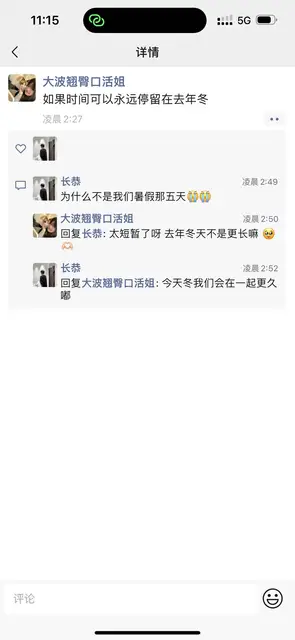 11:15
5G
详情
大波翘臀口活姐
如果时间可以永远停留在去年冬
凌晨 2:27
长恭
凌晨 2:49
为什么不是我们暑假那五天😭😭
大波翘臀口活姐
凌晨 2:50
回复长恭: 太短暂了呀 去年冬天不是更长嘛 🥹
🫶🏻
长恭
凌晨 2:52
回复大波翘臀口活姐: 今天冬我们会在一起更久
嘟
评论